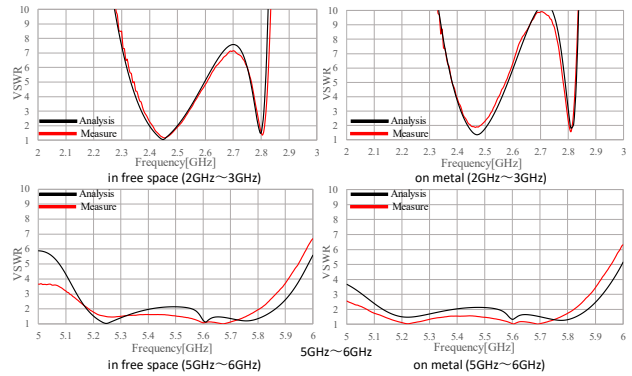 10
9
8
7
6
5
4
3
2
1
VSWR
Frequency[GHz]
Analysis
Measure
2 2.1 2.2 2.3 2.4 2.5 2.6 2.7 2.8 2.9 3
in free space (2GHz～3GHz)
10
9
8
7
6
5
4
3
2
1
VSWR
Frequency[GHz]
Analysis
Measure
2 2.1 2.2 2.3 2.4 2.5 2.6 2.7 2.8 2.9 3
on metal (2GHz～3GHz)
10
9
8
7
6
5
4
3
2
1
VSWR
Analysis
Measure
5 5.1 5.2 5.3 5.4 5.5 5.6 5.7 5.8 5.9 6
Frequency[GHz]
in free space (5GHz～6GHz)
5GHz～6GHz
10
9
8
7
6
5
4
3
2
1
VSWR
Analysis
Measure
5 5.1 5.2 5.3 5.4 5.5 5.6 5.7 5.8 5.9 6
Frequency[GHz]
on metal (5GHz～6GHz)